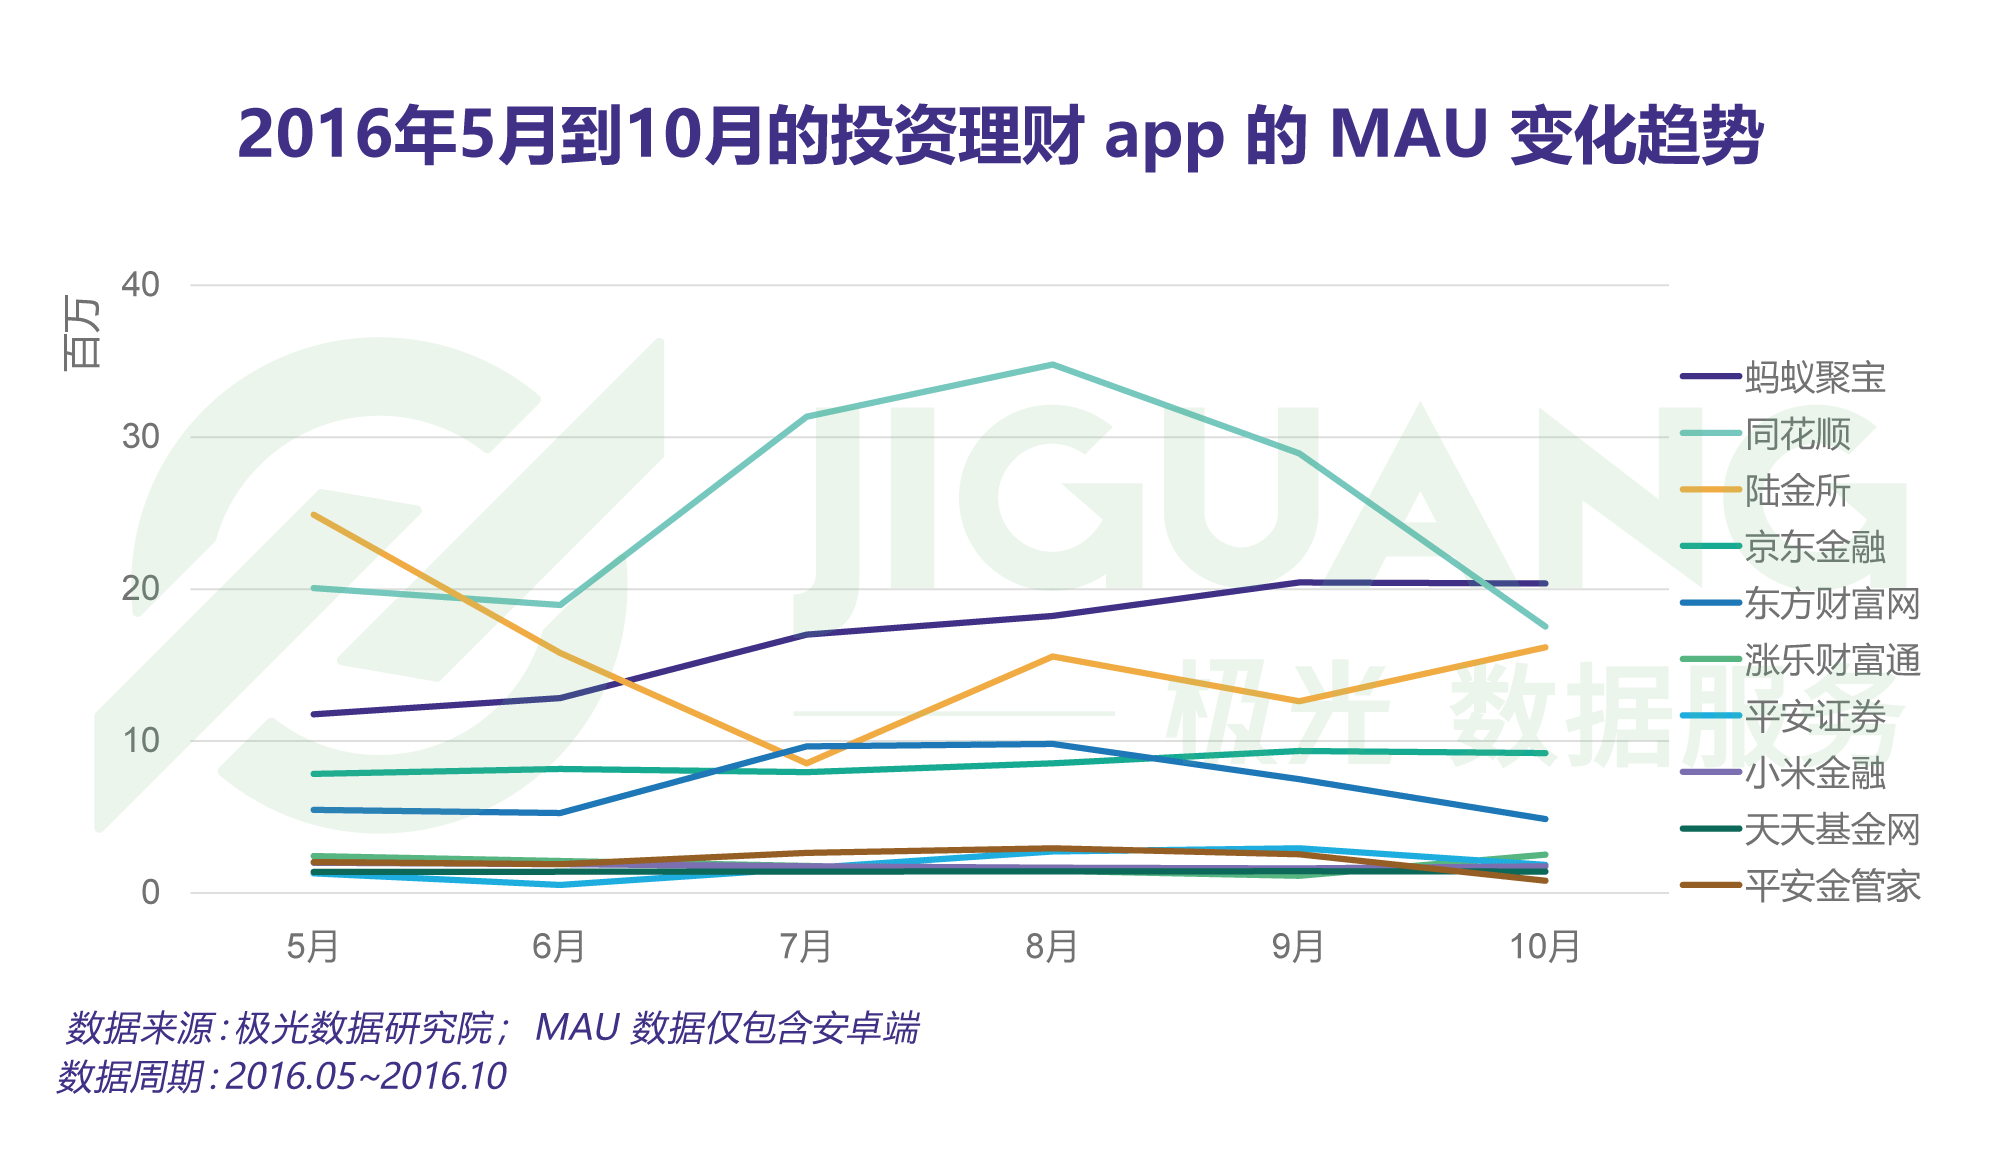 2016年5月到10月的投资理财 app 的 MAU 变化趋势
百万
40
30
20
10
0
5月
6月
7月
8月
9月
10月
蚂蚁聚宝
同花顺
陆金所
京东金融
东方财富网
涨乐财富通
平安证券
小米金融
天天基金网
平安金管家
JIGUANG
极光 数据服务
数据来源:极光数据研究院; MAU 数据仅包含安卓端
数据周期:2016.05~2016.10